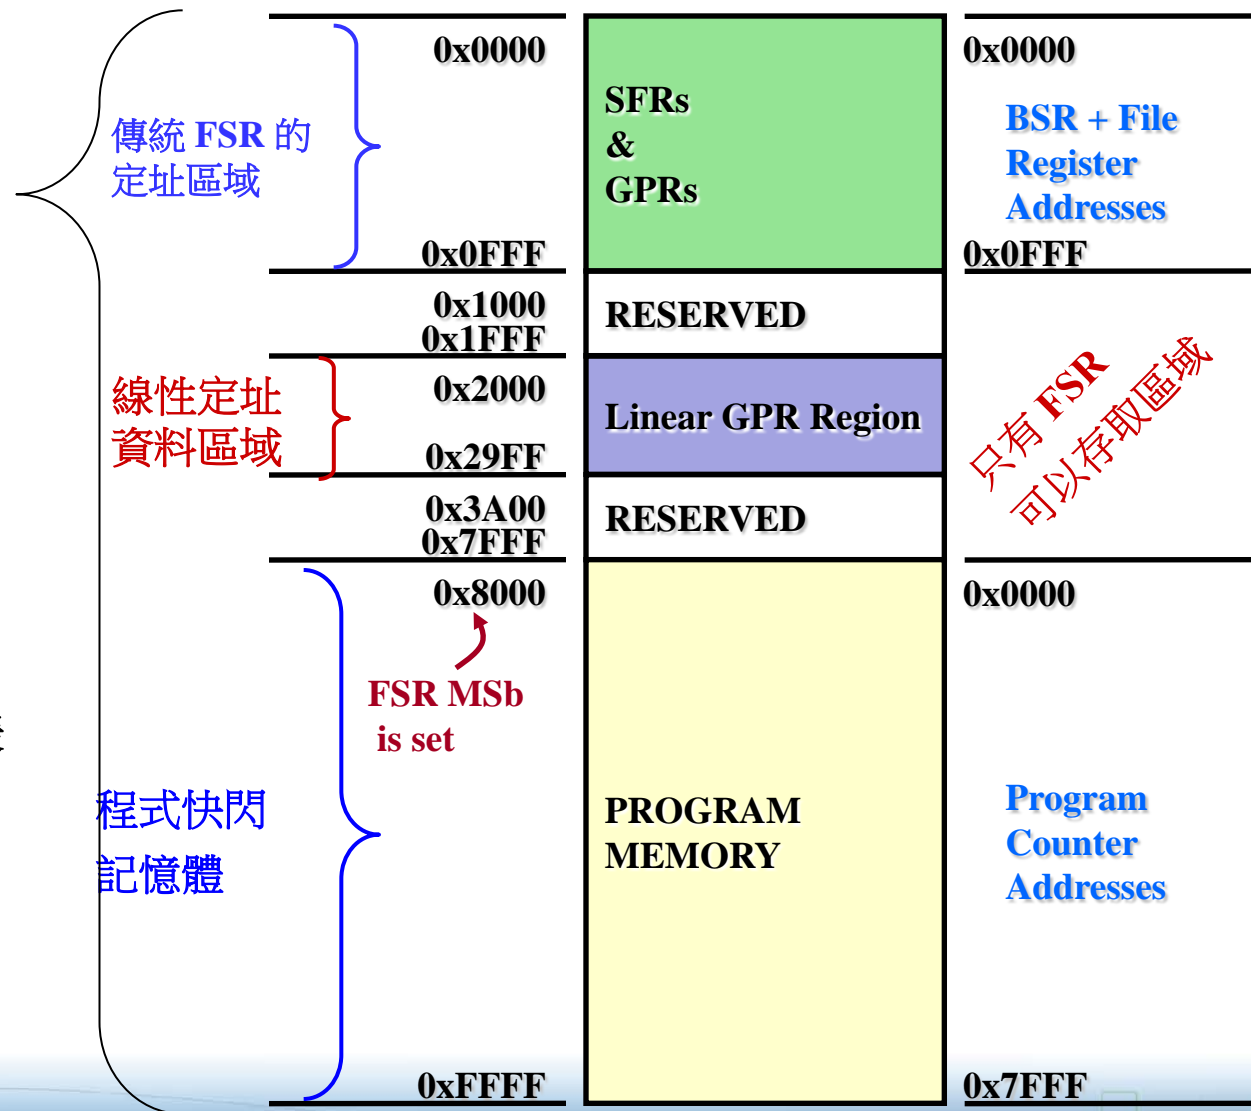 0x0000
傳統 FSR 的
定址區域
0x0FFF
0x1000
0x1FFF
線性定址
資料區域
0x2000
0x29FF
0x3A00
0x7FFF
0x8000
FSR MSb
is set
程式快閃
記憶體
0xFFFF
SFRs
&
GPRs
RESERVED
Linear GPR Region
RESERVED
PROGRAM
MEMORY
0x0000
BSR + File
Register
Addresses
0x0FFF
只有 FSR
可以存取區域
0x0000
Program
Counter
Addresses
0x7FFF